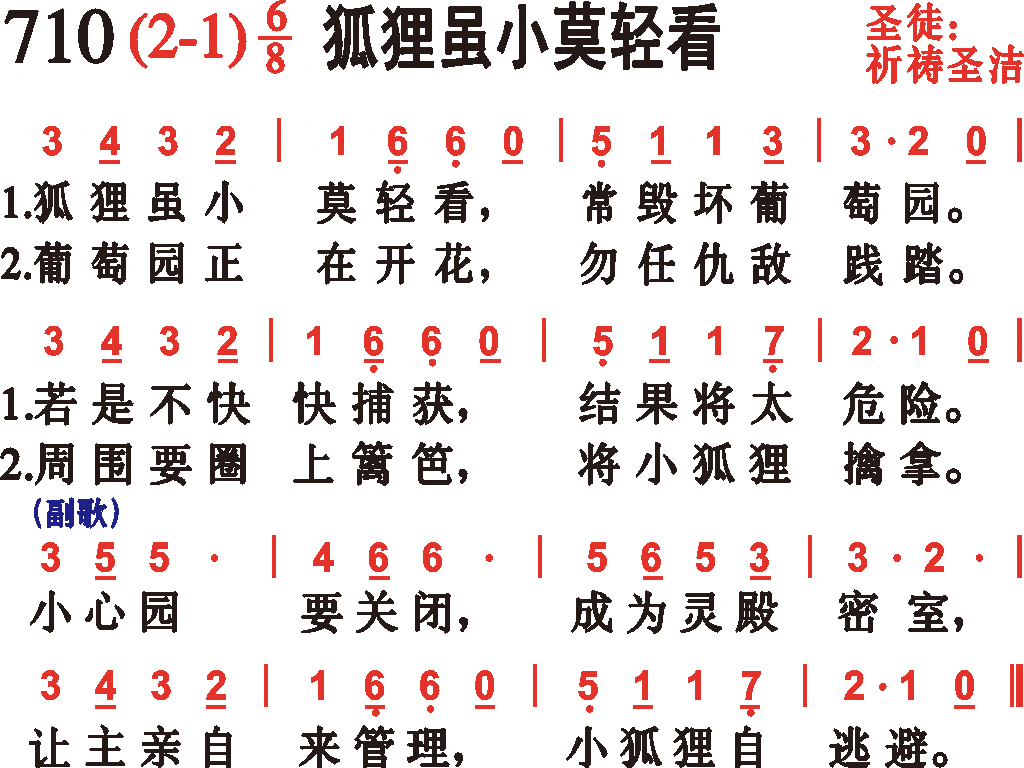 710 (2-1) 6/8 狐狸虽小莫轻看 圣徒：
祈祷圣洁
3 4 3 2 | 1 6 6 0 | 5 1 1 3 | 3 · 2 0 |
1.狐狸虽小 莫轻看， 常毁坏葡 萄园。
2.葡萄园正 在开花， 勿任仇敌 践踏。
3 4 3 2 | 1 6 6 0 | 5 1 1 7 | 2 · 1 0 |
1.若是不快 快捕获， 结果将太 危险。
2.周围要圈 上篱笆， 将小狐狸 擒拿。
（副歌）
3 5 5 · | 4 6 6 · | 5 6 5 3 | 3 · 2 · |
小心园 要关闭， 成为灵殿 密室，
3 4 3 2 | 1 6 6 0 | 5 1 1 7 | 2 · 1 0 ‖
让主亲自 来管理， 小狐狸自 逃避。